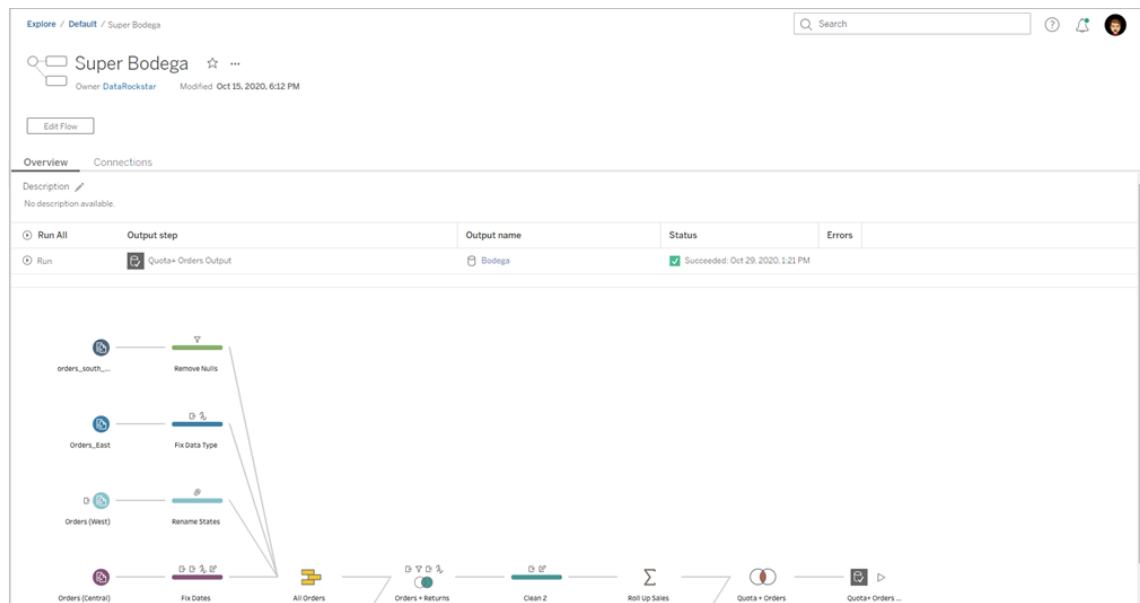 Explore / Default / Super Bodega
Search
Super Bodega
Owner DataRockstar Modified Oct 15, 2020, 6:12 PM
Edit Flow
Overview Connections
Description
No description available.
Run All Output step Output name Status Errors
Run Quota+ Orders Output Bodega Succeeded: Oct 29, 2020, 1:21 PM
orders_south_... Remove Nulls
Orders_East Fix Data Type
Orders (West) Rename States
Orders (Central) Fix Dates All Orders Orders + Returns Clean 2 Roll Up Sales Quota + Orders Quota+ Orders ...